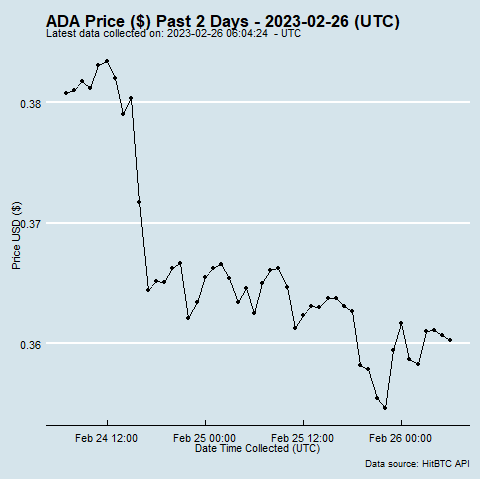 ADA Price ($) Past 2 Days - 2023-02-26 (UTC)
Latest data collected on: 2023-02-26 06:04:24  - UTC
0.38
0.37
0.36
Price USD ($)
Feb 24 12:00
Feb 25 00:00
Feb 25 12:00
Feb 26 00:00
Date Time Collected (UTC)
Data source: HitBTC API